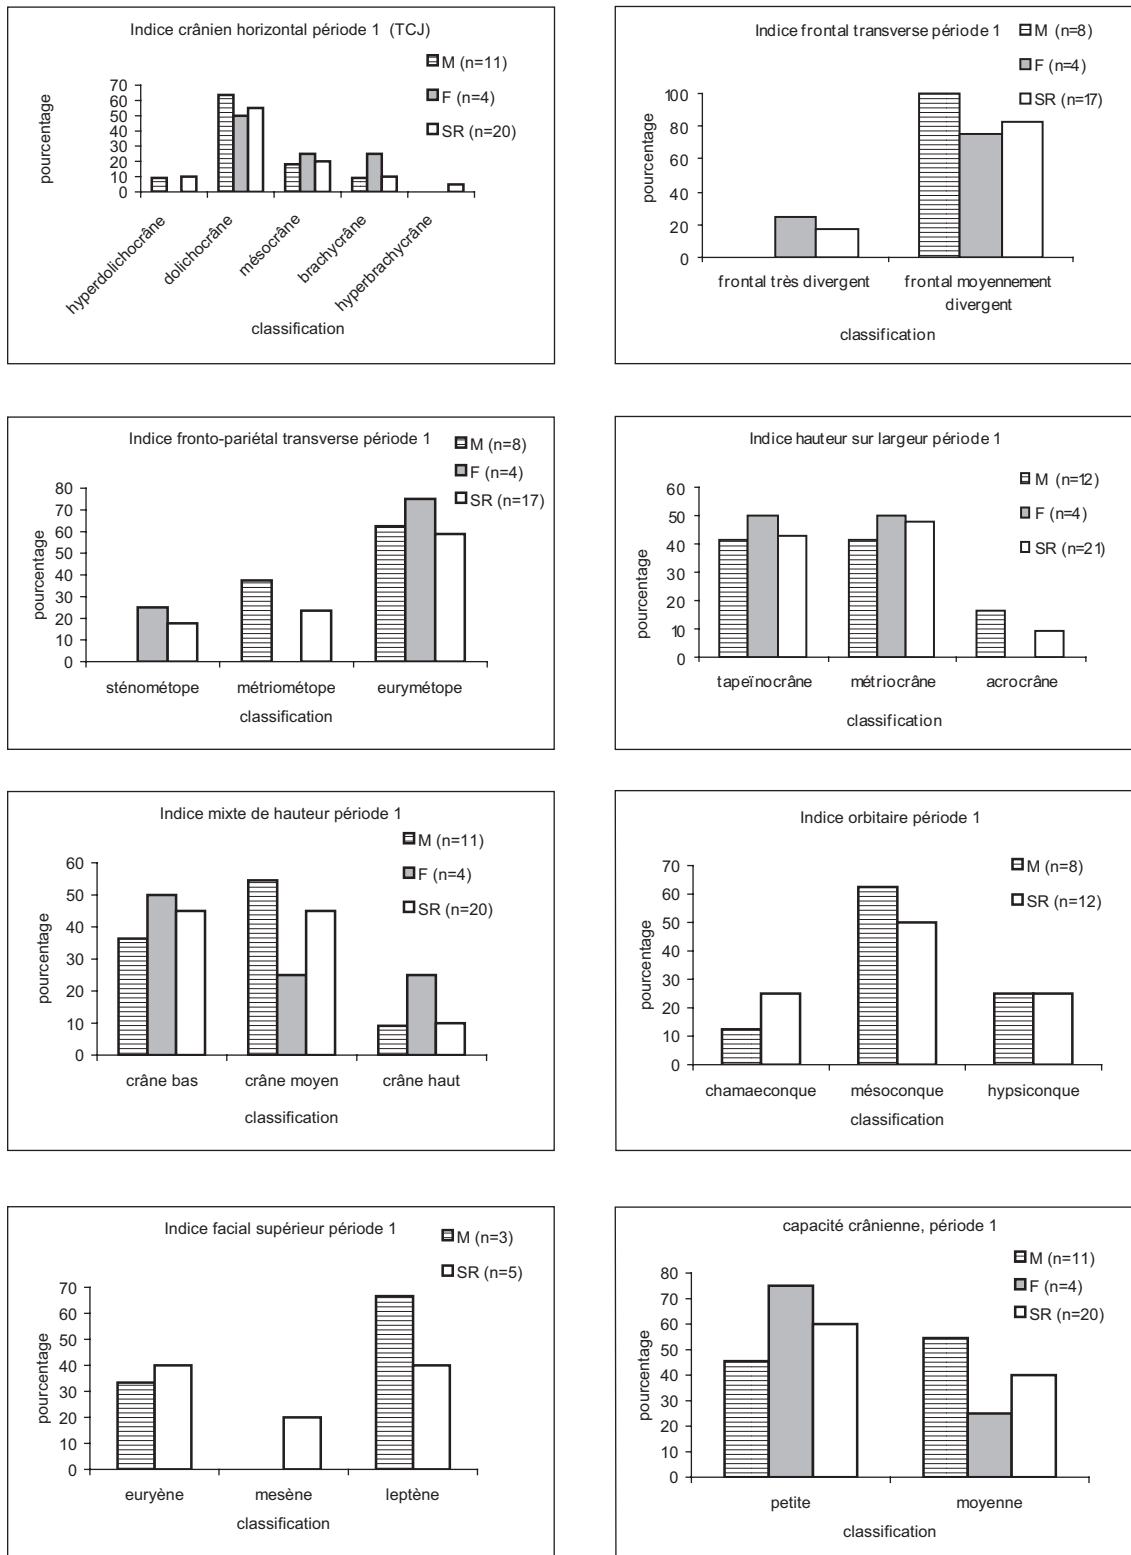 Indice crânien horizontal période 1 (TCJ)
M (n=11)
F (n=4)
SR (n=20)
pourcentage
70
60
50
40
30
20
10
0
hyperdolichocrâne
dolichocrâne
mésocrâne
brachycrâne
hyperbrachycrâne
classification
Indice frontal transverse période 1
M (n=8)
F (n=4)
SR (n=17)
pourcentage
100
80
60
40
20
0
frontal très divergent
frontal moyennement
divergent
classification
Indice fronto-pariétal transverse période 1
M (n=8)
F (n=4)
SR (n=17)
pourcentage
80
70
60
50
40
30
20
10
0
sténométope
métriométope
eurymétope
classification
Indice hauteur sur largeur période 1
M (n=12)
F (n=4)
SR (n=21)
pourcentage
60
50
40
30
20
10
0
tapeïnocrâne
métriocrâne
acrocrâne
classification
Indice mixte de hauteur période 1
M (n=11)
F (n=4)
SR (n=20)
pourcentage
60
50
40
30
20
10
0
crâne bas
crâne moyen
crâne haut
classification
Indice orbitaire période 1
M (n=8)
SR (n=12)
pourcentage
70
60
50
40
30
20
10
0
chamaeconque
mésoconque
hypsiconque
classification
Indice facial supérieur période 1
M (n=3)
SR (n=5)
pourcentage
70
60
50
40
30
20
10
0
euryène
mesène
leptène
classification
capacité crânienne, période 1
M (n=11)
F (n=4)
SR (n=20)
pourcentage
80
70
60
50
40
30
20
10
0
petite
moyenne
classification